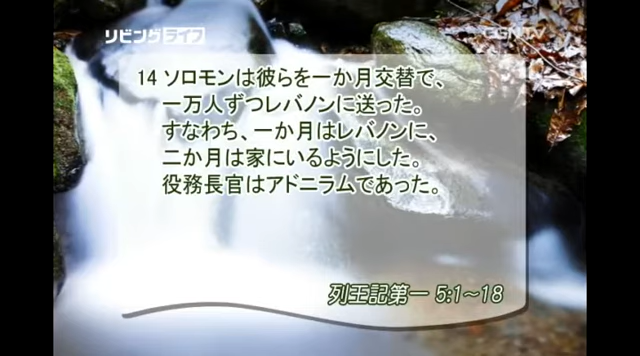 リビングライフ
CGNTV
14 ソロモンは彼らを一か月交替で、
一万人ずつレバノンに送った。
すなわち、一か月はレバノンに、
二か月は家にいるようにした。
役務長官はアドニラムであった。
列王記第一 5:1～18